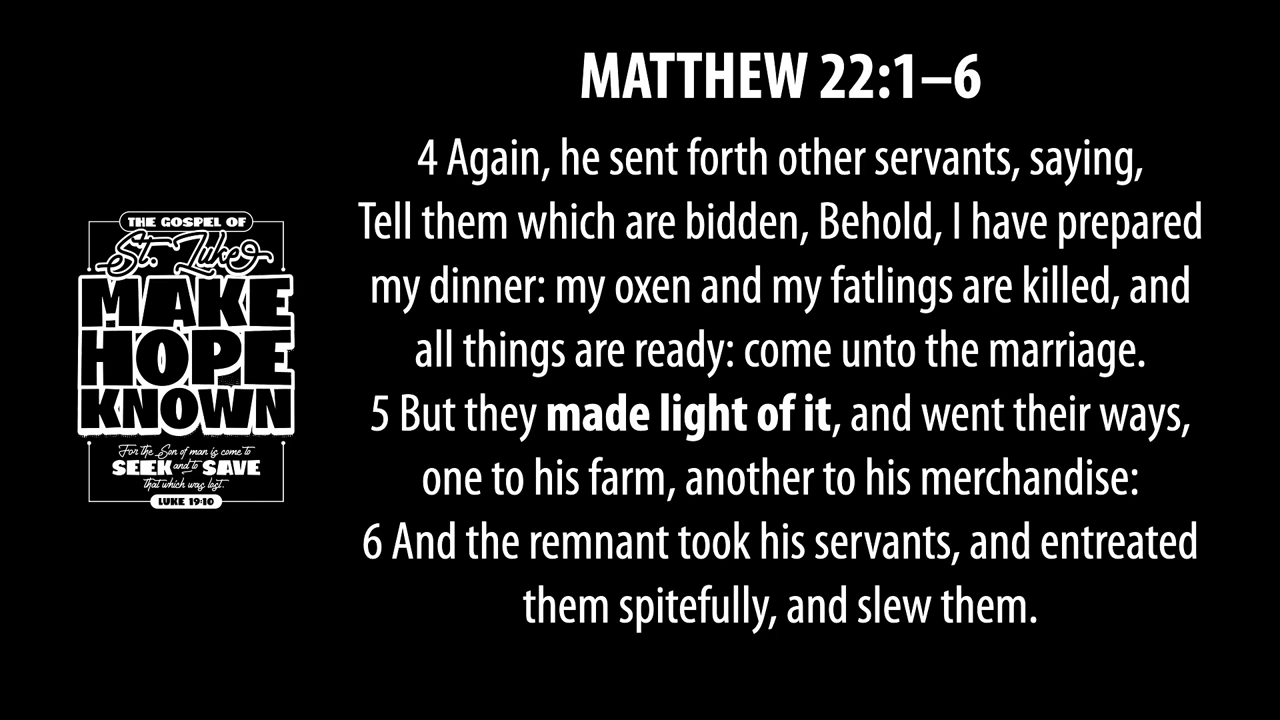 MATTHEW 22:1–6
4 Again, he sent forth other servants, saying,
Tell them which are bidden, Behold, I have prepared
my dinner: my oxen and my fatlings are killed, and
all things are ready: come unto the marriage.
5 But they made light of it, and went their ways,
one to his farm, another to his merchandise:
6 And the remnant took his servants, and entreated
them spitefully, and slew them.
THE GOSPEL OF
St. Luke
MAKE
HOPE
KNOWN
For the Son of man is come to
SEEK and to SAVE
that which was lost.
LUKE 19:10